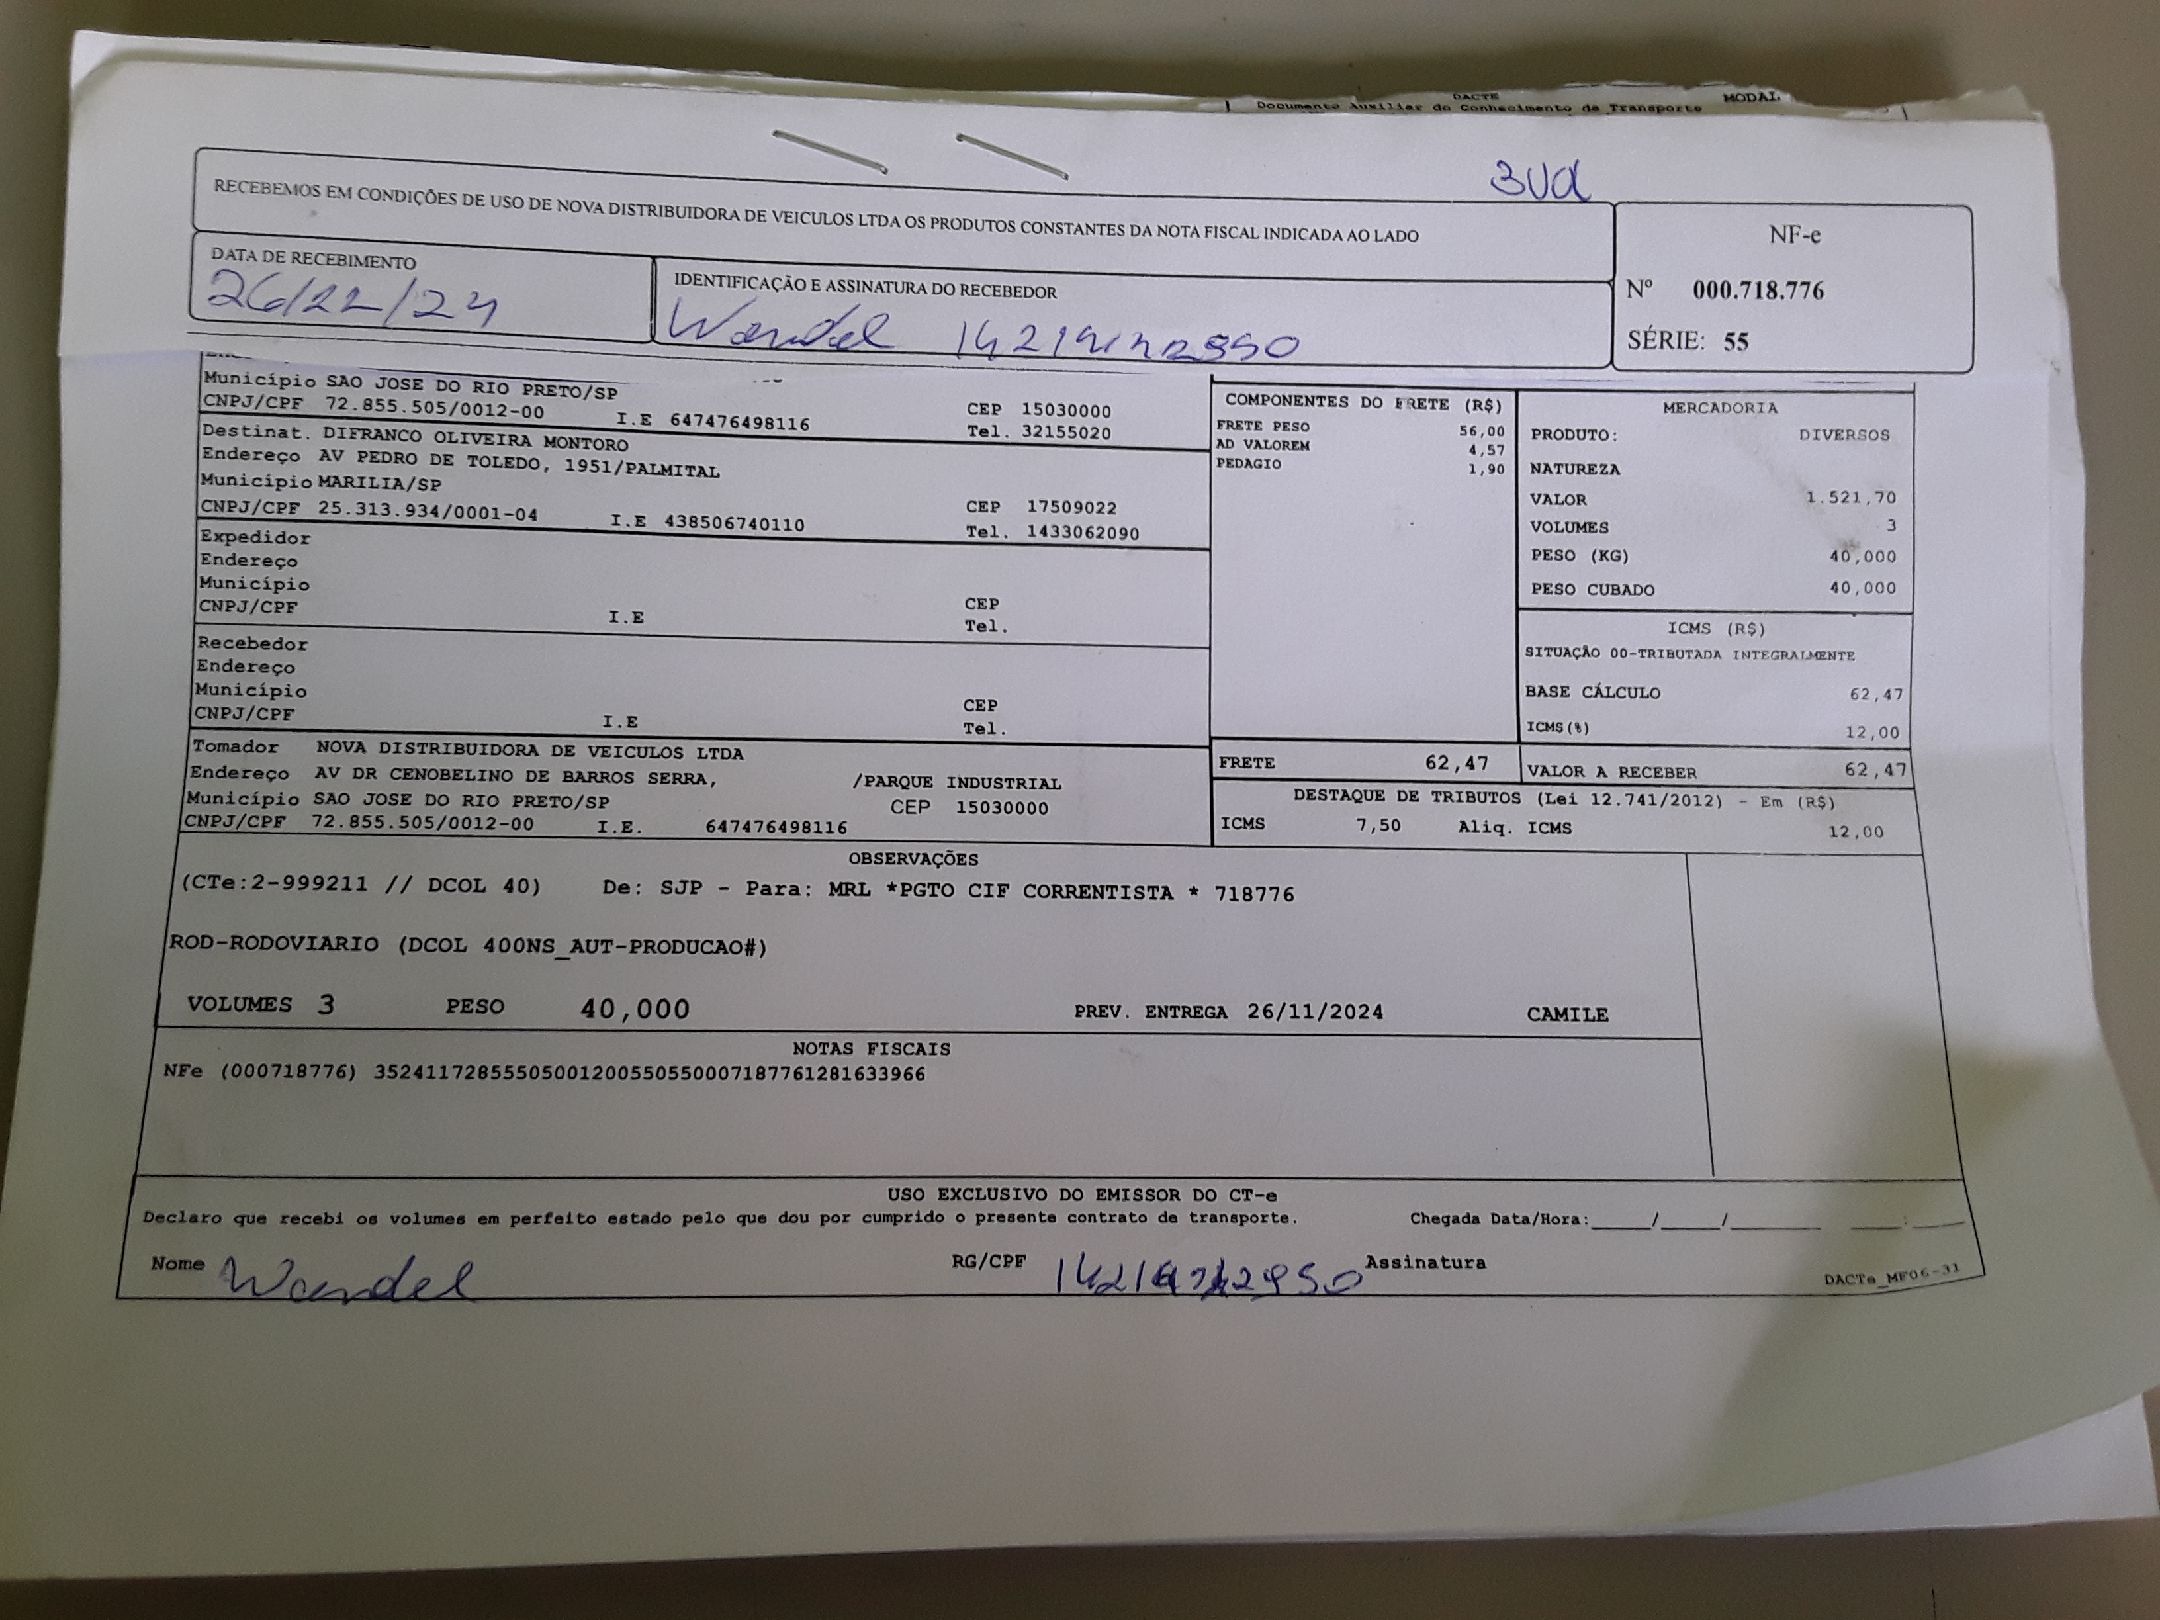 DACTE
MODAL
Documento Auxiliar do Conhecimento de Transporte
3Vol
RECEBEMOS EM CONDIÇÕES DE USO DE NOVA DISTRIBUIDORA DE VEICULOS LTDA OS PRODUTOS CONSTANTES DA NOTA FISCAL INDICADA AO LADO
NF-e
Nº 000.718.776
SÉRIE: 55
DATA DE RECEBIMENTO
26/11/24
IDENTIFICAÇÃO E ASSINATURA DO RECEBEDOR
Wandel
Município SAO JOSE DO RIO PRETO/SP
CEP 15030000
CNPJ/CPF 72.855.505/0012-00 I.E 647476498116 Tel. 32155020
Destinat. DIFRANCO OLIVEIRA MONTORO
Endereço AV PEDRO DE TOLEDO, 1951/PALMITAL
Município MARILIA/SP CEP 17509022
CNPJ/CPF 25.313.934/0001-04 I.E 438506740110 Tel. 1433062090
Expedidor
Endereço
Município CEP
CNPJ/CPF I.E Tel.
Recebedor
Endereço
Município CEP
CNPJ/CPF I.E Tel.
Tomador NOVA DISTRIBUIDORA DE VEICULOS LTDA
Endereço AV DR CENOBELINO DE BARROS SERRA, /PARQUE INDUSTRIAL
Município SAO JOSE DO RIO PRETO/SP CEP 15030000
CNPJ/CPF 72.855.505/0012-00 I.E. 647476498116
COMPONENTES DO FRETE (R$)
FRETE PESO 56,00
AD VALOREM 4,57
PEDAGIO 1,90
MERCADORIA
PRODUTO: DIVERSOS
NATUREZA
VALOR 1.521,70
VOLUMES 3
PESO (KG) 40,000
PESO CUBADO 40,000
ICMS (R$)
SITUAÇÃO 00-TRIBUTADA INTEGRALMENTE
BASE CÁLCULO 62,47
ICMS(%) 12,00
FRETE 62,47 VALOR A RECEBER 62,47
DESTAQUE DE TRIBUTOS (Lei 12.741/2012) - Em (R$)
ICMS 7,50 Aliq. ICMS 12,00
OBSERVAÇÕES
(CTe:2-999211 // DCOL 40) De: SJP - Para: MRL *PGTO CIF CORRENTISTA * 718776
ROD-RODOVIARIO (DCOL 400NS_AUT-PRODUCAO#)
VOLUMES 3 PESO 40,000 PREV. ENTREGA 26/11/2024 CAMILE
NOTAS FISCAIS
NFe (000718776) 35241172855505001200550550007187761281633966
USO EXCLUSIVO DO EMISSOR DO CT-e
Declaro que recebi os volumes em perfeito estado pelo que dou por cumprido o presente contrato de transporte. Chegada Data/Hora:_____/_____/_______ ____:____
Nome Wandel RG/CPF Assinatura
DACTe_MF06-31